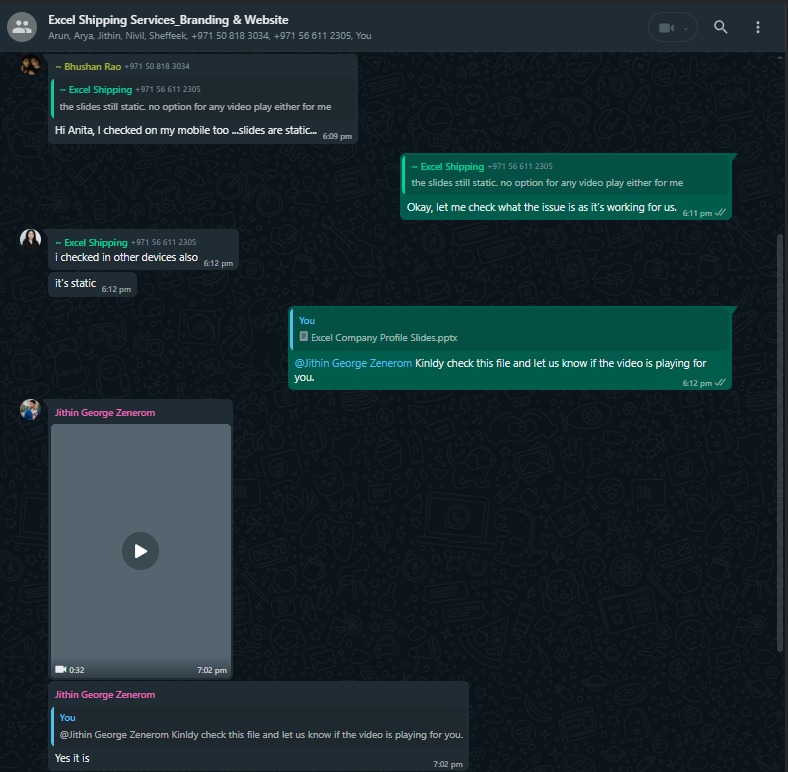 Excel Shipping Services_Branding & Website
Arun, Arya, Jithin, Nivil, Sheffeek, +971 50 818 3034, +971 56 611 2305, You
~ Bhushan Rao +971 50 818 3034
~ Excel Shipping +971 56 611 2305
the slides still static. no option for any video play either for me
Hi Anita, I checked on my mobile too ...slides are static...
6:09 pm
~ Excel Shipping +971 56 611 2305
the slides still static. no option for any video play either for me
Okay, let me check what the issue is as it's working for us.
6:11 pm
~ Excel Shipping +971 56 611 2305
i checked in other devices also
6:12 pm
it's static
6:12 pm
You
Excel Company Profile Slides.pptx
@Jithin George Zenerom Kinldy check this file and let us know if the video is playing for
you.
6:12 pm
Jithin George Zenerom
0:32
7:02 pm
Jithin George Zenerom
You
@Jithin George Zenerom Kinldy check this file and let us know if the video is playing for you.
Yes it is
7:02 pm